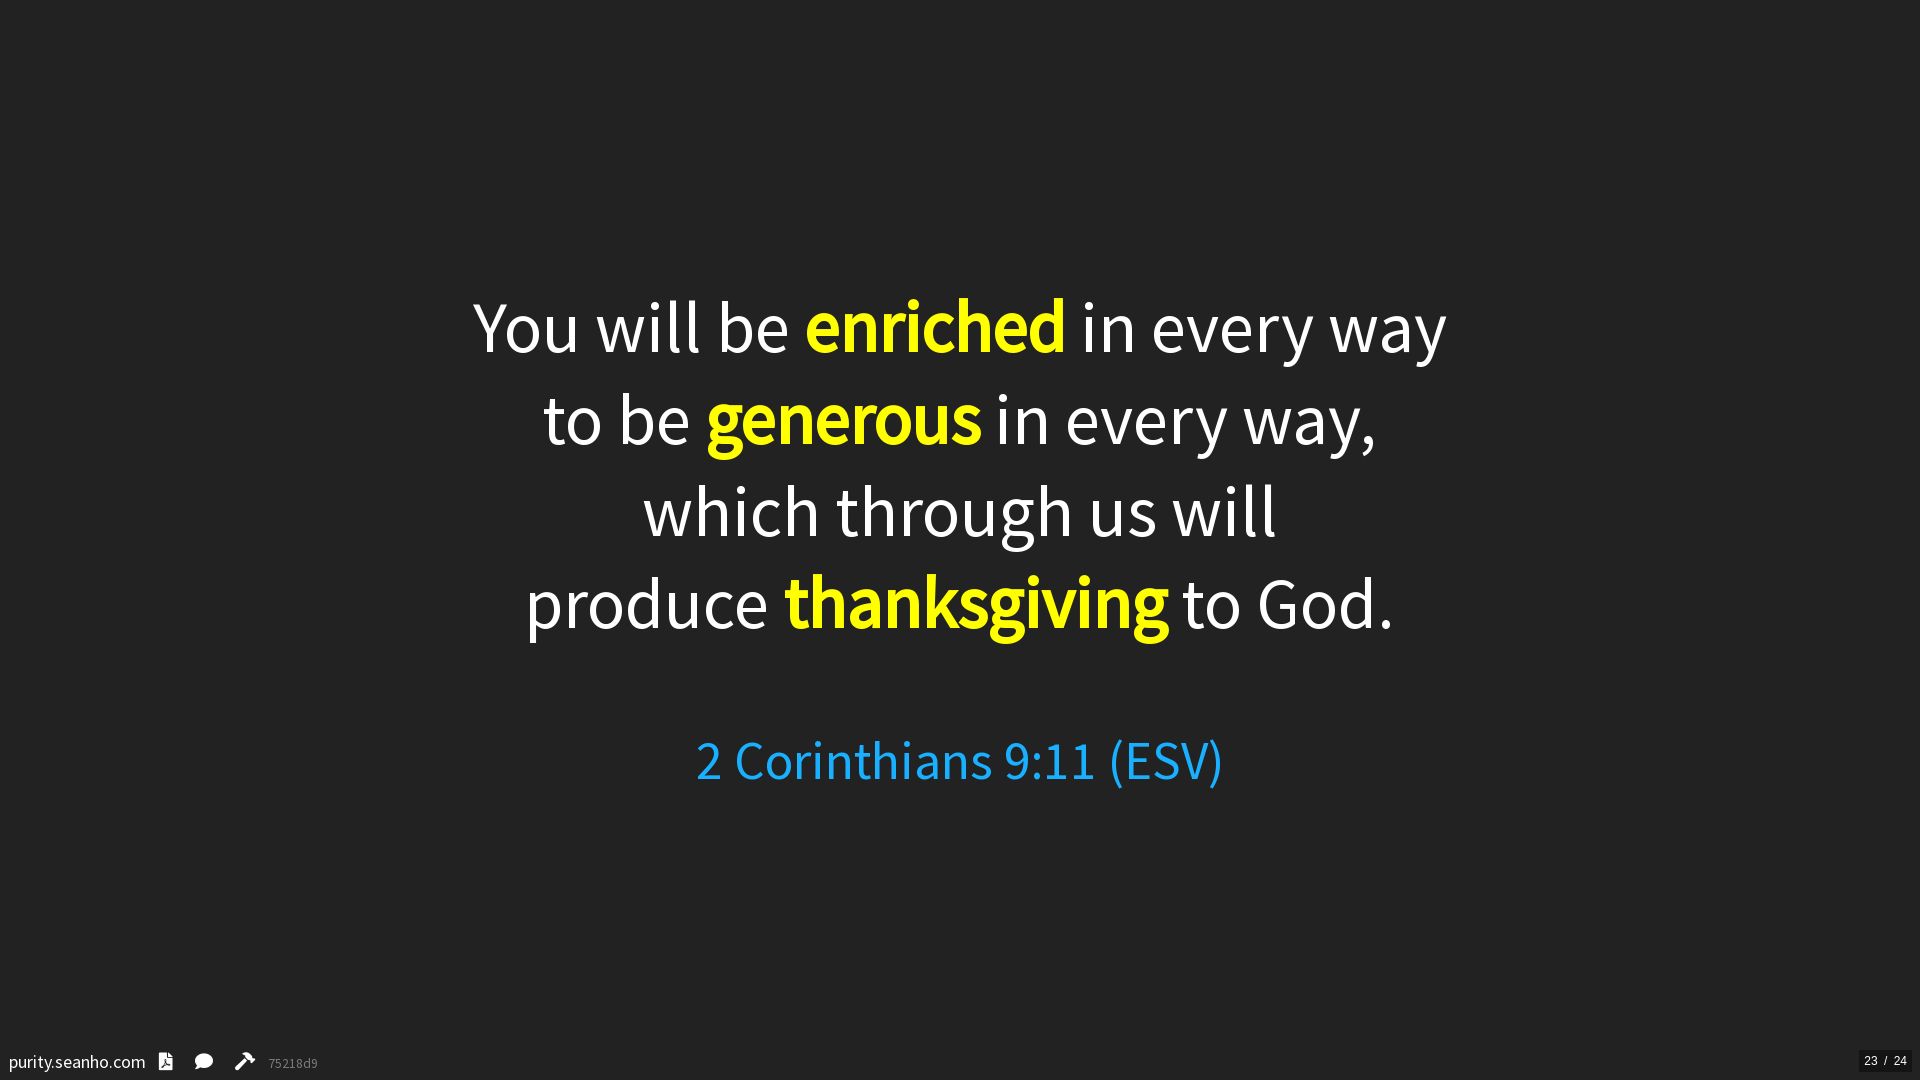 You will be enriched in every way
to be generous in every way,
which through us will
produce thanksgiving to God.
2 Corinthians 9:11 (ESV)
purity.seanho.com 75218d9
23 / 24